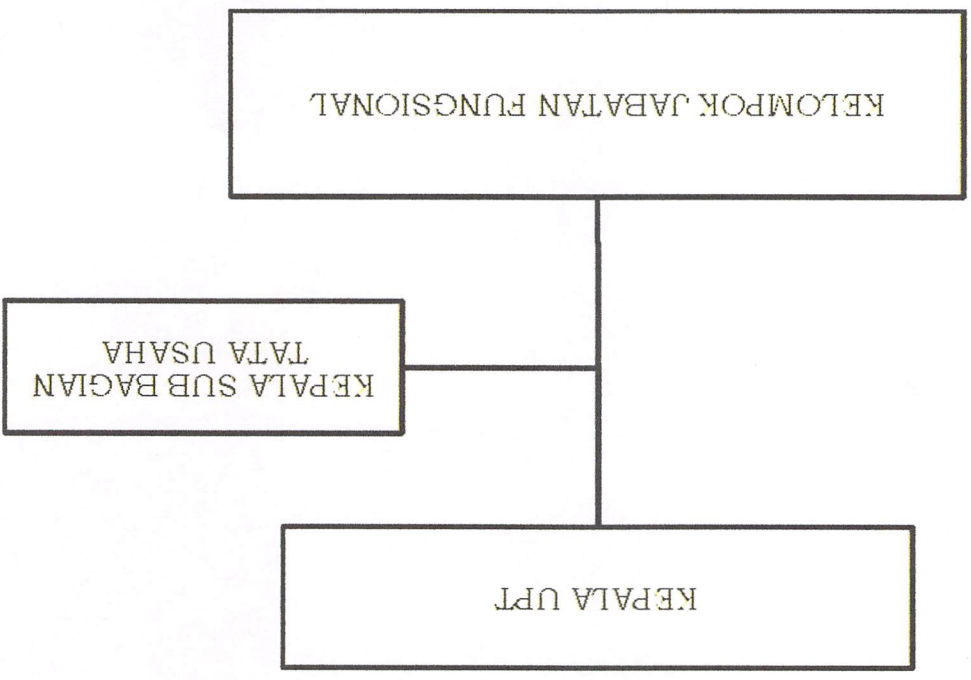 KEPALA UPT
KEPALA SUB BAGIAN
TATA USAHA
KELOMPOK JABATAN FUNGSIONAL